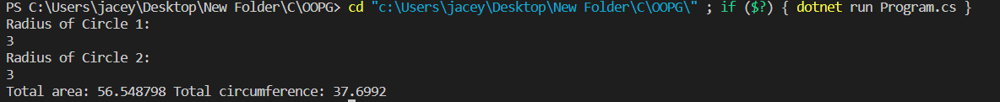 PS C:\Users\jacey\Desktop\New Folder\C\OOPG> cd "c:\Users\jacey\Desktop\New Folder\C\OOPG\" ; if ($?) { dotnet run Program.cs }
Radius of Circle 1:
3
Radius of Circle 2:
3
Total area: 56.548798 Total circumference: 37.6992